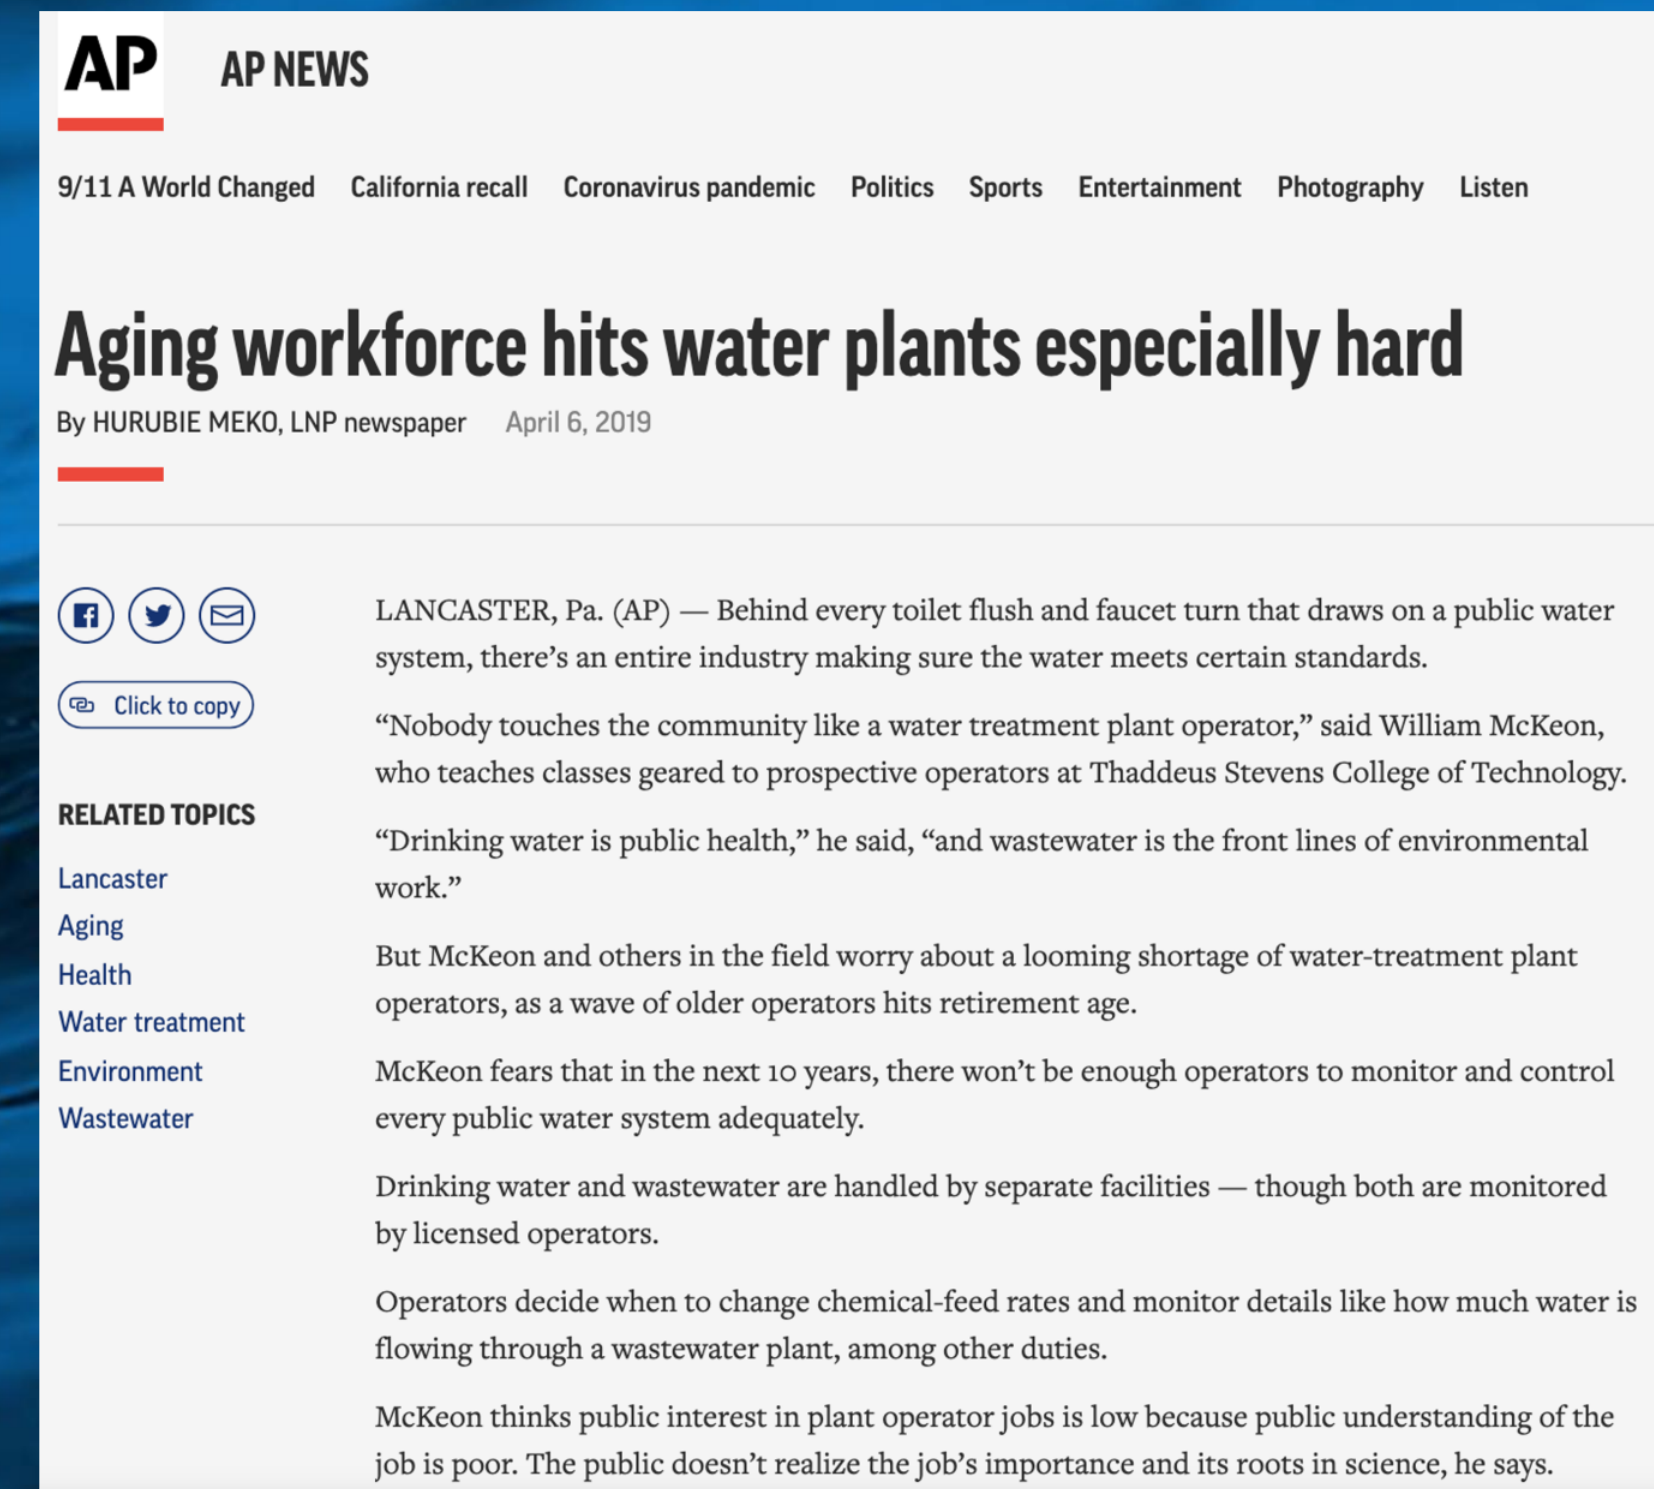 AP
AP NEWS
9/11 A World Changed California recall Coronavirus pandemic Politics Sports Entertainment Photography Listen
Aging workforce hits water plants especially hard
By HURUBIE MEKO, LNP newspaper April 6, 2019
Click to copy
RELATED TOPICS
Lancaster
Aging
Health
Water treatment
Environment
Wastewater
LANCASTER, Pa. (AP) — Behind every toilet flush and faucet turn that draws on a public water
system, there’s an entire industry making sure the water meets certain standards.
“Nobody touches the community like a water treatment plant operator,” said William McKeon,
who teaches classes geared to prospective operators at Thaddeus Stevens College of Technology.
“Drinking water is public health,” he said, “and wastewater is the front lines of environmental
work.”
But McKeon and others in the field worry about a looming shortage of water-treatment plant
operators, as a wave of older operators hits retirement age.
McKeon fears that in the next 10 years, there won’t be enough operators to monitor and control
every public water system adequately.
Drinking water and wastewater are handled by separate facilities — though both are monitored
by licensed operators.
Operators decide when to change chemical-feed rates and monitor details like how much water is
flowing through a wastewater plant, among other duties.
McKeon thinks public interest in plant operator jobs is low because public understanding of the
job is poor. The public doesn’t realize the job’s importance and its roots in science, he says.